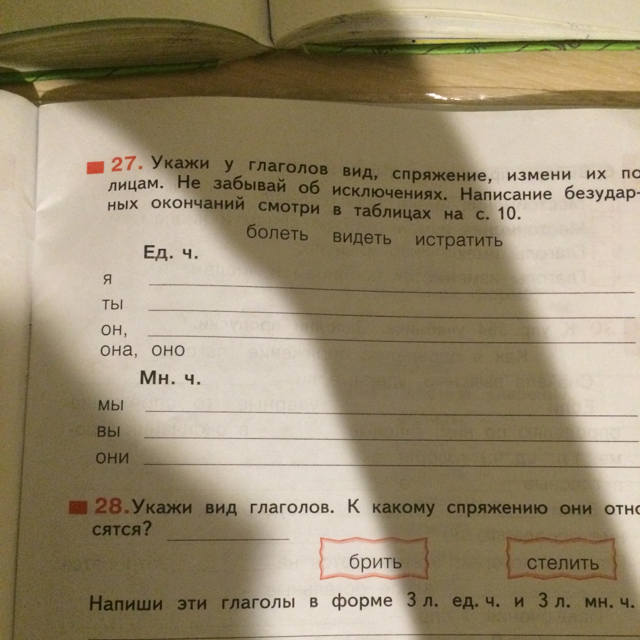 27. Укажи у глаголов вид, спряжение, измени их по
лицам. Не забывай об исключениях. Написание безудар-
ных окончаний смотри в таблицах на с. 10.
болеть видеть истратить
Ед. ч.
я
ты
он,
она, оно
Мн. ч.
мы
вы
они
28. Укажи вид глаголов. К какому спряжению они отно
сятся?
брить стелить
Напиши эти глаголы в форме 3 л. ед. ч. и 3 л. мн. ч.